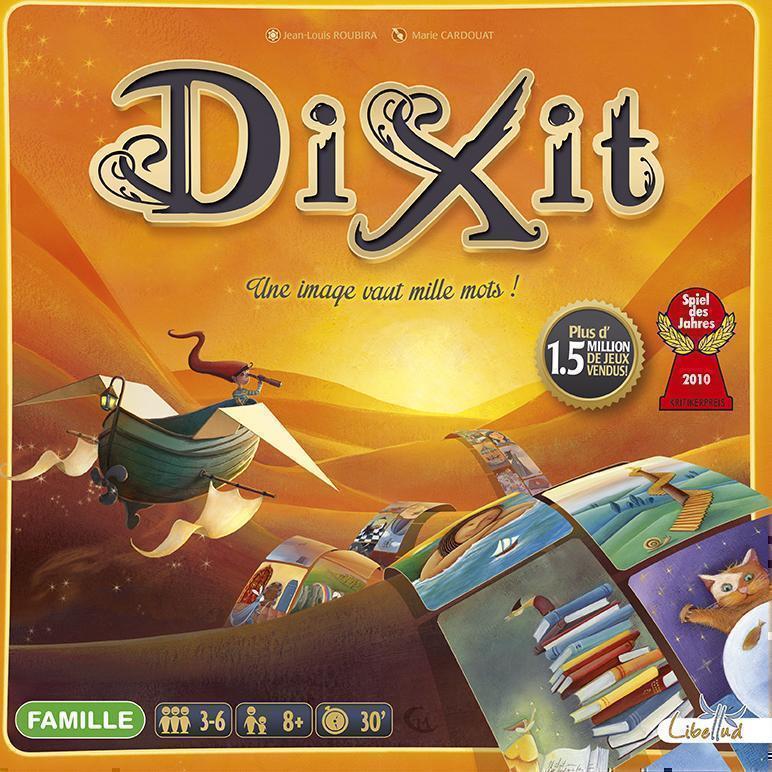 Jean-Louis ROUBIRA Marie CARDOUAT
DiXit
Une image vaut mille mots !
Plus d'
1.5 MILLION
DE JEUX
VENDUS!
Spiel
des
Jahres
2010
KRITIKERPREIS
FAMILLE 3-6 8+ 30'
Libellud